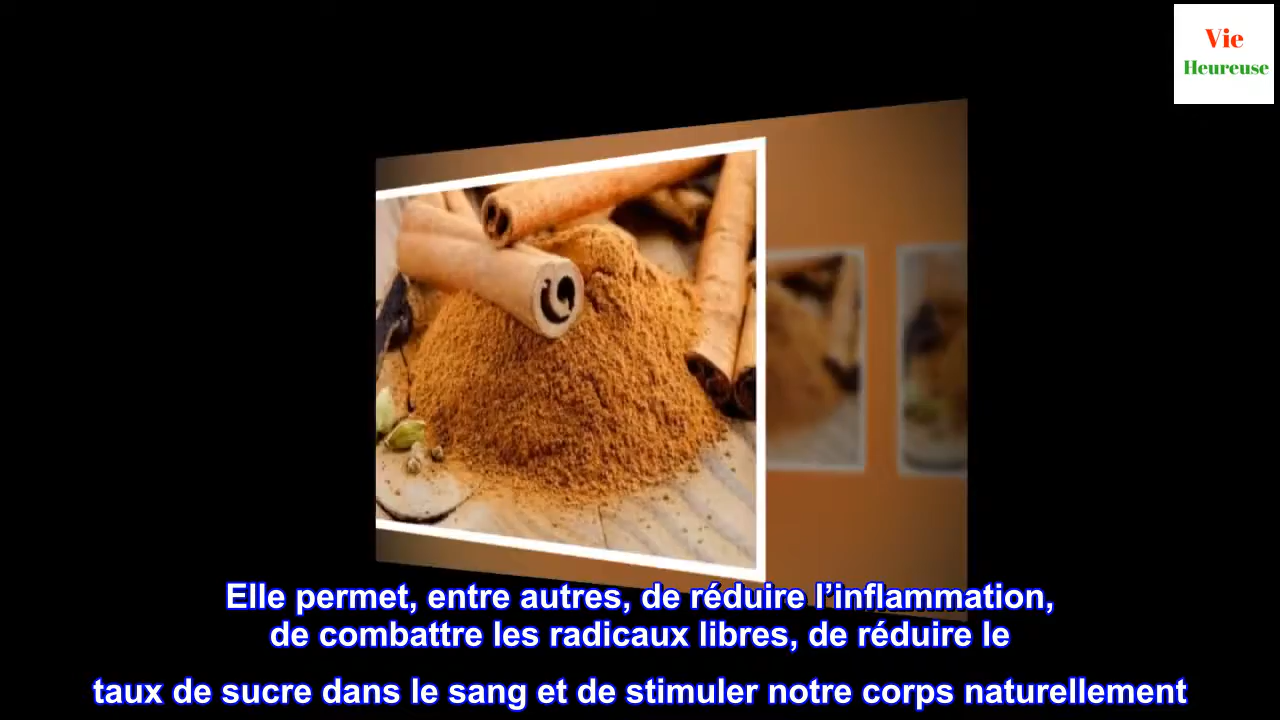 Vie
Heureuse
Elle permet, entre autres, de réduire l’inflammation,
de combattre les radicaux libres, de réduire le
taux de sucre dans le sang et de stimuler notre corps naturellement